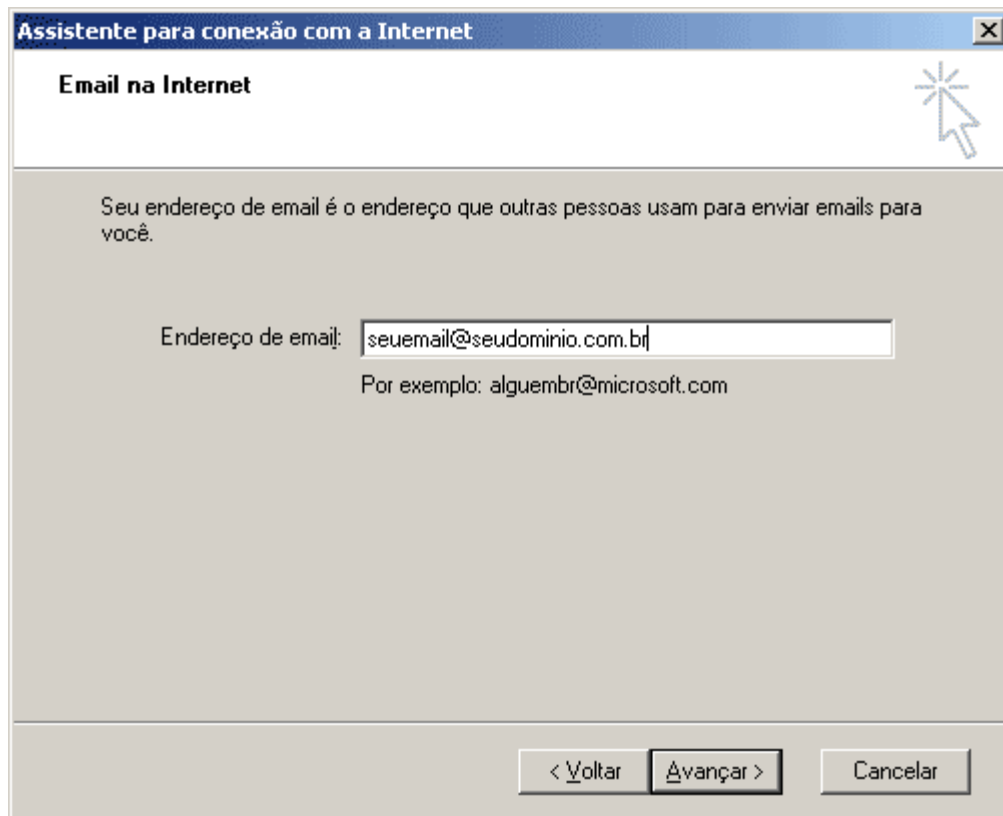 Assistente para conexão com a Internet
Email na Internet
Seu endereço de email é o endereço que outras pessoas usam para enviar emails para
você.
Endereço de email: seuemail@seudominio.com.br
Por exemplo: alguembr@microsoft.com
< Voltar Avançar > Cancelar